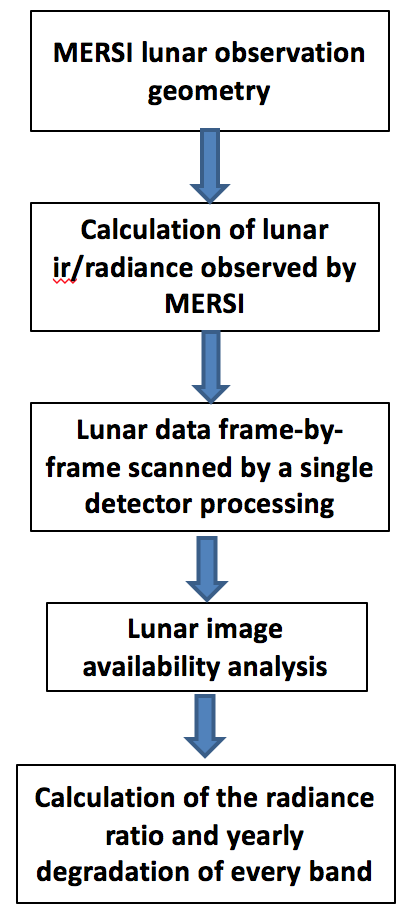 MERSI lunar observation
geometry
Calculation of lunar
ir/radiance observed by
MERSI
Lunar data frame-by-
frame scanned by a single
detector processing
Lunar image
availability analysis
Calculation of the radiance
ratio and yearly
degradation of every band